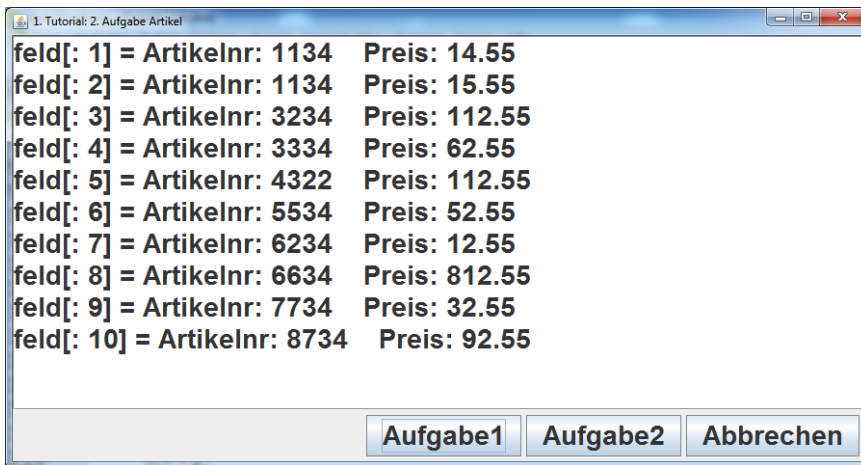 1. Tutorial: 2. Aufgabe Artikel
feld[: 1] = Artikelnr: 1134    Preis: 14.55
feld[: 2] = Artikelnr: 1134    Preis: 15.55
feld[: 3] = Artikelnr: 3234    Preis: 112.55
feld[: 4] = Artikelnr: 3334    Preis: 62.55
feld[: 5] = Artikelnr: 4322    Preis: 112.55
feld[: 6] = Artikelnr: 5534    Preis: 52.55
feld[: 7] = Artikelnr: 6234    Preis: 12.55
feld[: 8] = Artikelnr: 6634    Preis: 812.55
feld[: 9] = Artikelnr: 7734    Preis: 32.55
feld[: 10] = Artikelnr: 8734    Preis: 92.55
Aufgabe1 Aufgabe2 Abbrechen